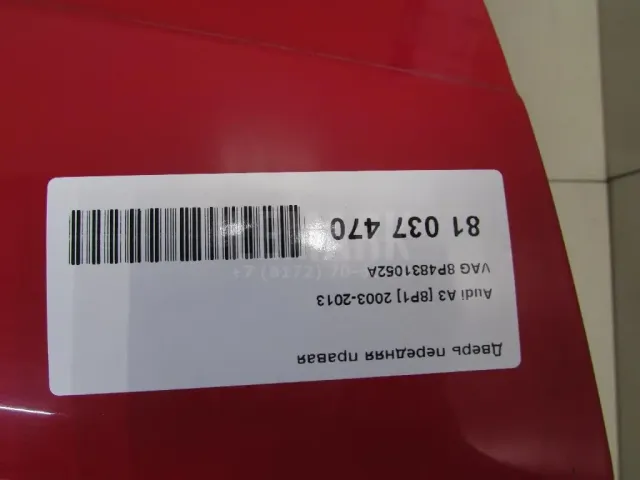 Дверь передняя правая
Audi A3 [8P1] 2003-2013
VAG 8P4831052A
81 037 470